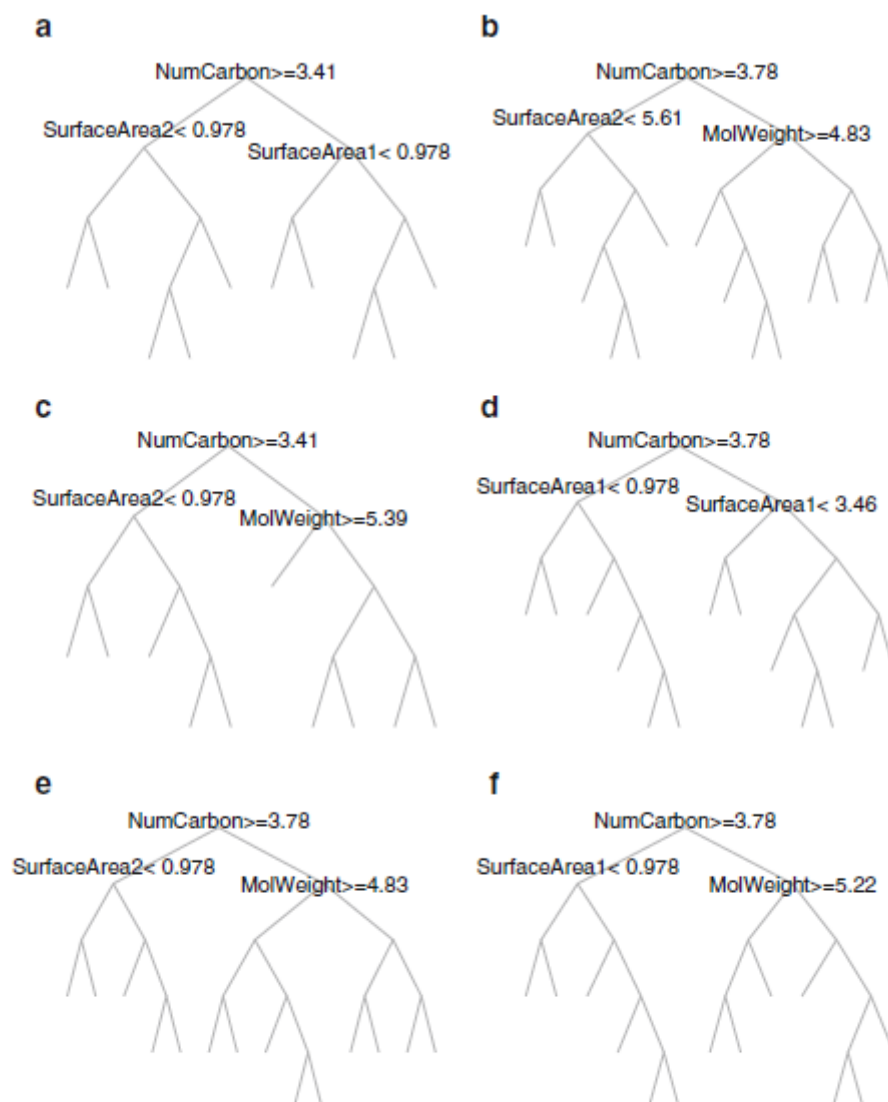 a
NumCarbon>=3.41
SurfaceArea2< 0.978
SurfaceArea1< 0.978
b
NumCarbon>=3.78
SurfaceArea2< 5.61
MolWeight>=4.83
c
NumCarbon>=3.41
SurfaceArea2< 0.978
MolWeight>=5.39
d
NumCarbon>=3.78
SurfaceArea1< 0.978
SurfaceArea1< 3.46
e
NumCarbon>=3.78
SurfaceArea2< 0.978
MolWeight>=4.83
f
NumCarbon>=3.78
SurfaceArea1< 0.978
MolWeight>=5.22